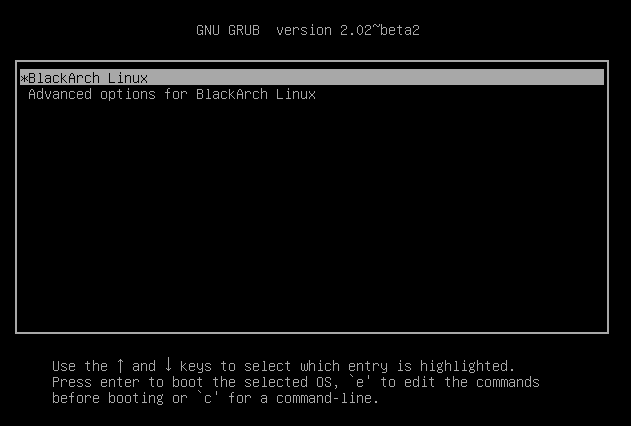 GNU GRUB  version 2.02~beta2
*BlackArch Linux
Advanced options for BlackArch Linux
Use the ↑ and ↓ keys to select which entry is highlighted.
Press enter to boot the selected OS, `e' to edit the commands
before booting or `c' for a command-line.